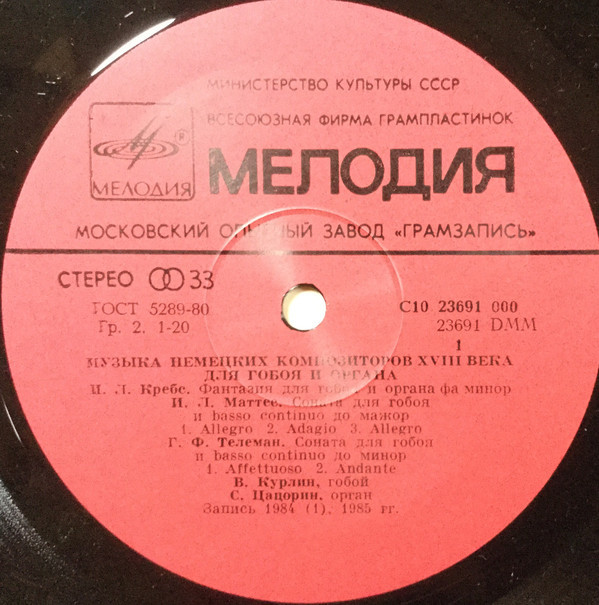 МИНИСТЕРСТВО КУЛЬТУРЫ СССР
ВСЕСОЮЗНАЯ ФИРМА ГРАМПЛАСТИНОК
МЕЛОДИЯ ®
МЕЛОДИЯ
МОСКОВСКИЙ ОПЫТНЫЙ ЗАВОД «ГРАМЗАПИСЬ»
СТЕРЕО 33
ГОСТ 5289-80 С10 23691 000
Гр. 2. 1-20 23691 DMM
1
МУЗЫКА НЕМЕЦКИХ КОМПОЗИТОРОВ XVIII ВЕКА
ДЛЯ ГОБОЯ И ОРГАНА
И. Л. Кребс. Фантазия для гобоя и органа фа минор
И. Л. Маттес. Соната для гобоя
и basso continuo до мажор
1. Allegro 2. Adagio 3. Allegro
Г. Ф. Телеман. Соната для гобоя
и basso continuo до минор
1. Affettuoso 2. Andante
В. Курлин, гобой
С. Цацорин, орган
Запись 1984 (1), 1985 гг.